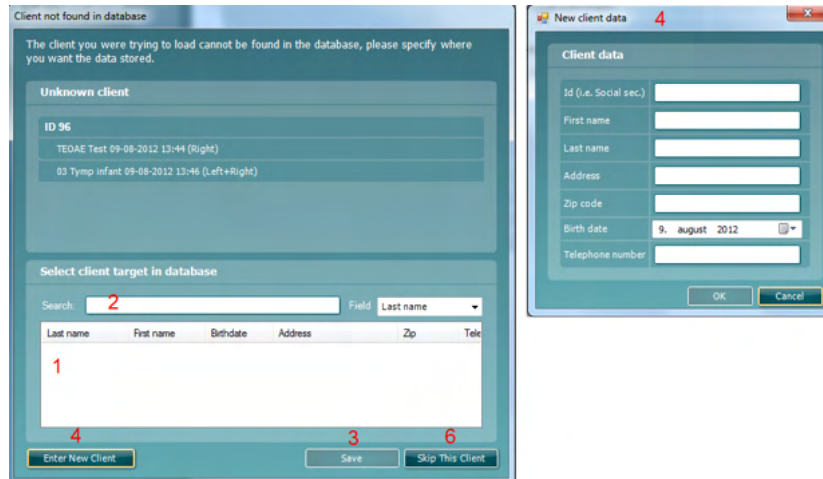 Client not found in database
The client you were trying to load cannot be found in the database, please specify where
you want the data stored.
Unknown client
ID 96
TEOAE Test 09-08-2012 13:44 (Right)
03 Tymp infant 09-08-2012 13:46 (Left+Right)
Select client target in database
Search: 2 Field Last name
Last name First name Birthdate Address Zip Tele
1
4 3 6
Enter New Client Save Skip This Client
New client data 4
Client data
Id (i.e. Social sec.)
First name
Last name
Address
Zip code
Birth date 9. august 2012
Telephone number
OK Cancel